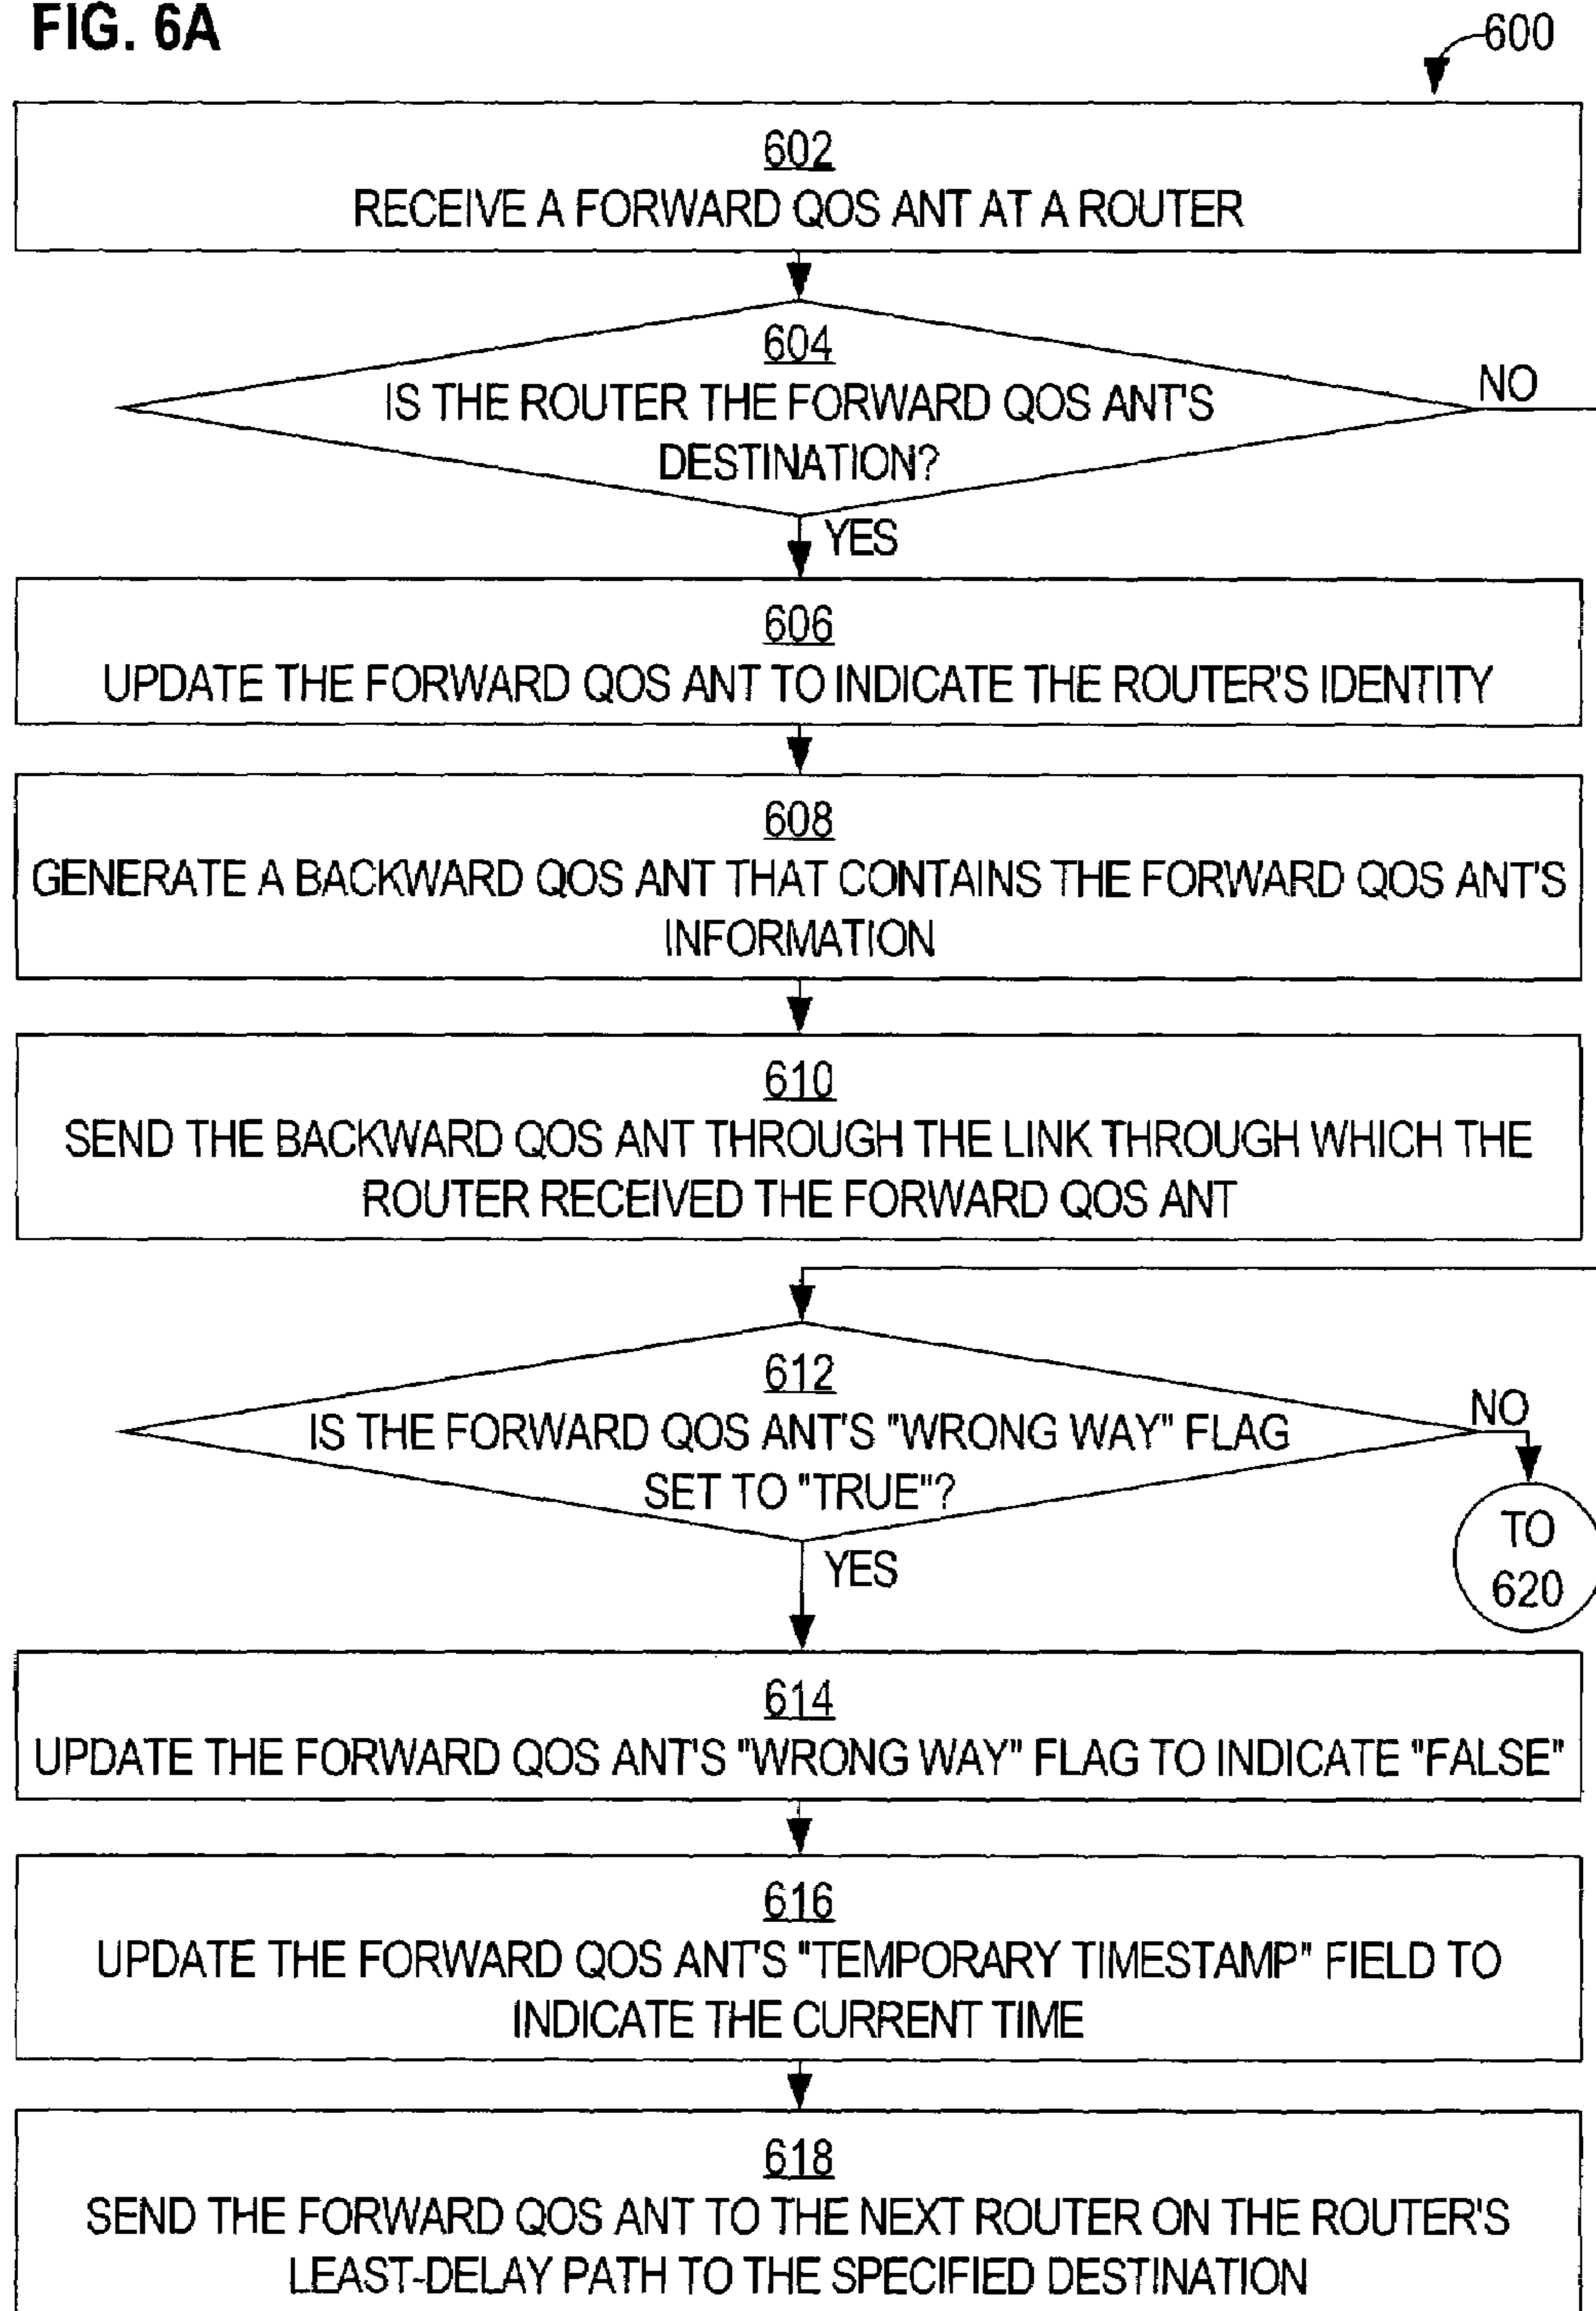 FIG. 6A
600
602
RECEIVE A FORWARD QOS ANT AT A ROUTER
604
IS THE ROUTER THE FORWARD QOS ANT'S
DESTINATION?
NO
YES
606
UPDATE THE FORWARD QOS ANT TO INDICATE THE ROUTER'S IDENTITY
608
GENERATE A BACKWARD QOS ANT THAT CONTAINS THE FORWARD QOS ANT'S
INFORMATION
610
SEND THE BACKWARD QOS ANT THROUGH THE LINK THROUGH WHICH THE
ROUTER RECEIVED THE FORWARD QOS ANT
612
IS THE FORWARD QOS ANT'S "WRONG WAY" FLAG
SET TO "TRUE"?
NO
TO
620
YES
614
UPDATE THE FORWARD QOS ANT'S "WRONG WAY" FLAG TO INDICATE "FALSE"
616
UPDATE THE FORWARD QOS ANT'S "TEMPORARY TIMESTAMP" FIELD TO
INDICATE THE CURRENT TIME
618
SEND THE FORWARD QOS ANT TO THE NEXT ROUTER ON THE ROUTER'S
LEAST-DELAY PATH TO THE SPECIFIED DESTINATION